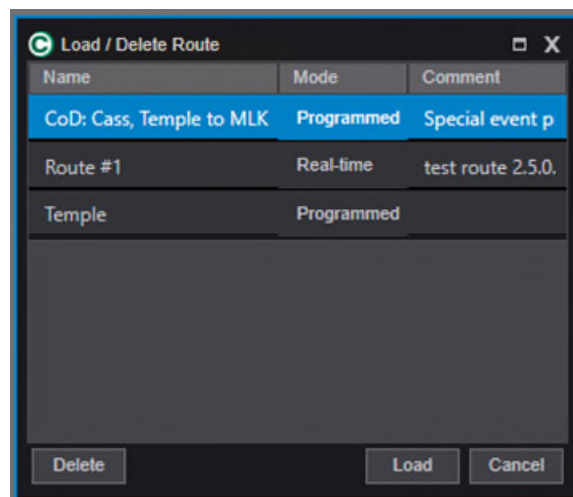 Load / Delete Route X
Name Mode Comment
CoD: Cass, Temple to MLK Programmed Special event p
Route #1 Real-time test route 2.5.0.
Temple Programmed
Delete Load Cancel